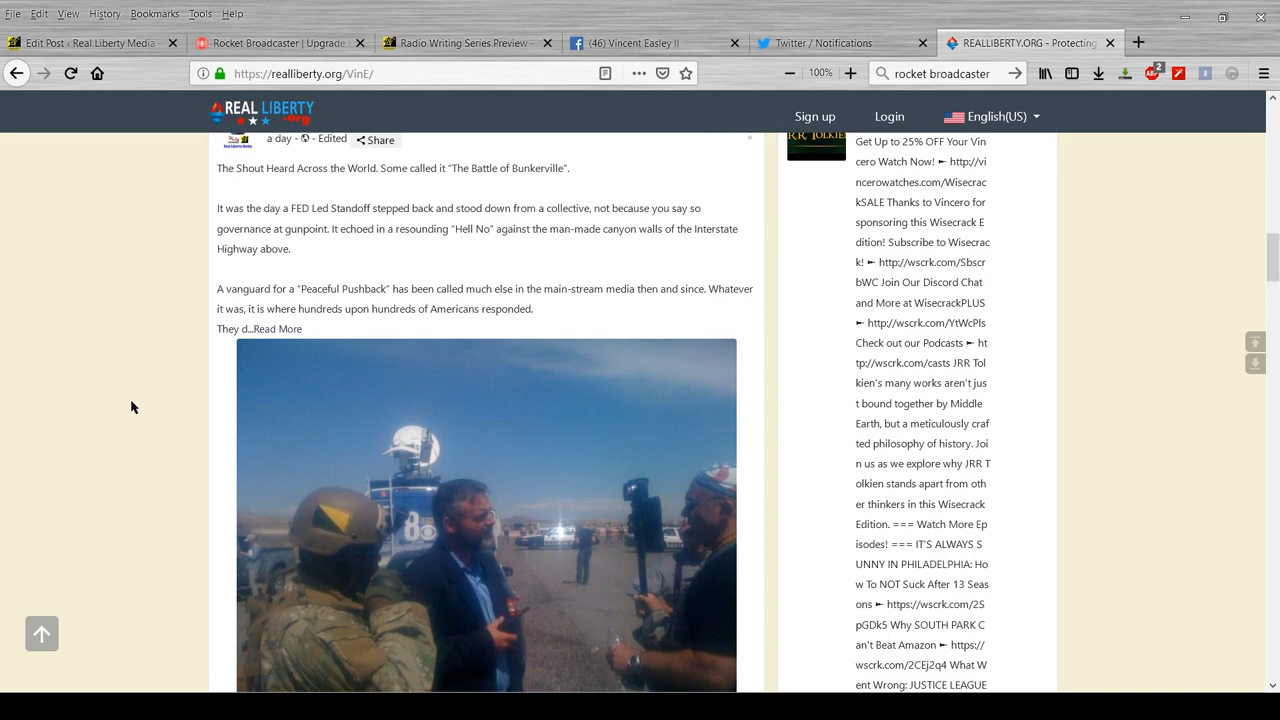 File Edit View History Bookmarks Tools Help
Edit Post ‹ Real Liberty Media —
Rocket Broadcaster | Upgrade
Radio Writing Series Preview –
(46) Vincent Easley II
Twitter / Notifications
REALLIBERTY.ORG - Protecting
https://realliberty.org/VinE/
100%
rocket broadcaster
ABP
2
REAL LIBERTY
.org
Sign up
Login
English(US)
a day - - Edited
Share
The Shout Heard Across the World. Some called it "The Battle of Bunkerville".
It was the day a FED Led Standoff stepped back and stood down from a collective, not because you say so
governance at gunpoint. It echoed in a resounding "Hell No" against the man-made canyon walls of the Interstate
Highway above.
A vanguard for a "Peaceful Pushback" has been called much else in the main-stream media then and since. Whatever
it was, it is where hundreds upon hundreds of Americans responded.
They d...Read More
8
R.R. TOLKIEN
Get Up to 25% OFF Your Vin
cero Watch Now! ► http://vi
ncerowatches.com/Wisecrac
kSALE Thanks to Vincero for
sponsoring this Wisecrack E
dition! Subscribe to Wisecrac
k! ► http://wscrk.com/Sbscr
bWC Join Our Discord Chat
and More at WisecrackPLUS
► http://wscrk.com/YtWcPls
Check out our Podcasts ► ht
tp://wscrk.com/casts JRR Tol
kien's many works aren't jus
t bound together by Middle
Earth, but a meticulously craf
ted philosophy of history. Joi
n us as we explore why JRR T
olkien stands apart from oth
er thinkers in this Wisecrack
Edition. === Watch More Ep
isodes! === IT'S ALWAYS S
UNNY IN PHILADELPHIA: Ho
w To NOT Suck After 13 Seas
ons ► https://wscrk.com/2S
pGDk5 Why SOUTH PARK C
an't Beat Amazon ► https://
wscrk.com/2CEj2q4 What W
ent Wrong: JUSTICE LEAGUE